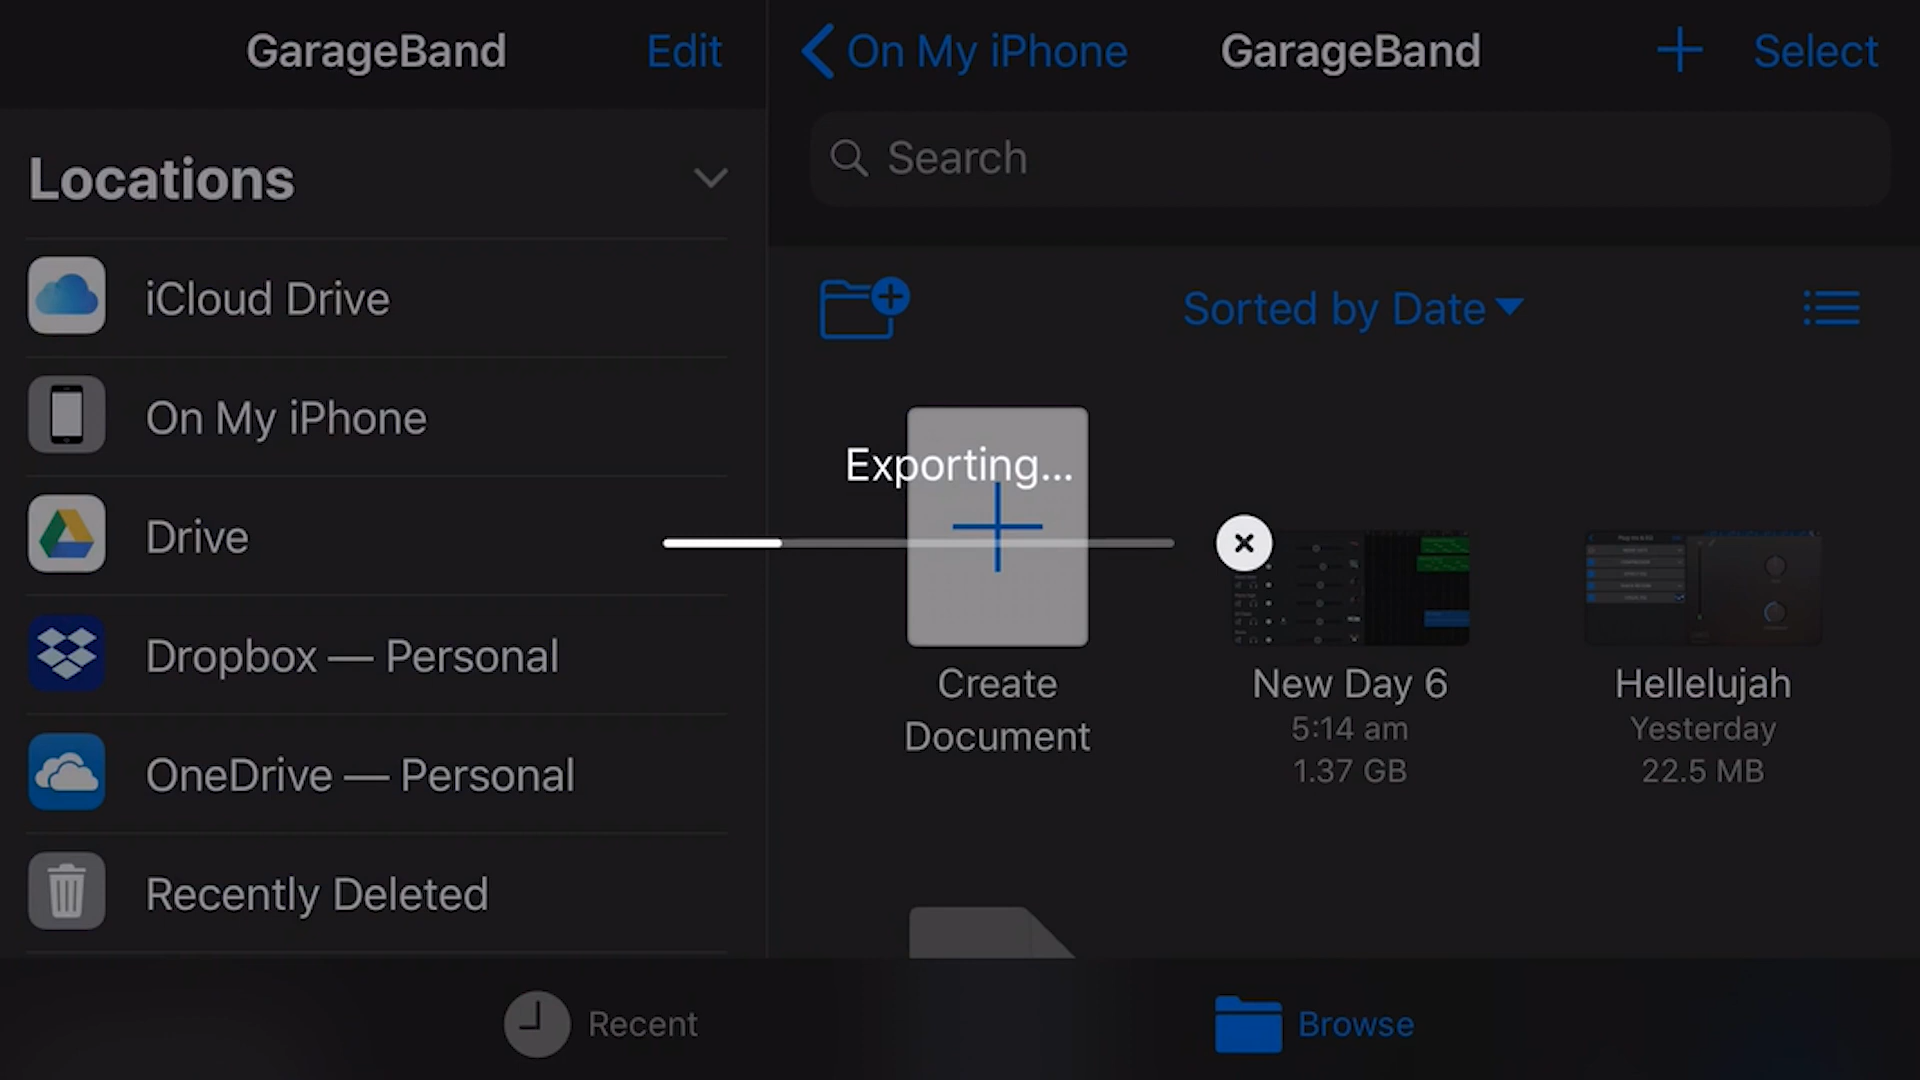 GarageBand
Edit
On My iPhone
GarageBand
Select
Search
Locations
iCloud Drive
On My iPhone
Drive
Dropbox — Personal
OneDrive — Personal
Recently Deleted
Sorted by Date
Exporting...
Create
Document
New Day 6
5:14 am
1.37 GB
Hellelujah
Yesterday
22.5 MB
Recent
Browse